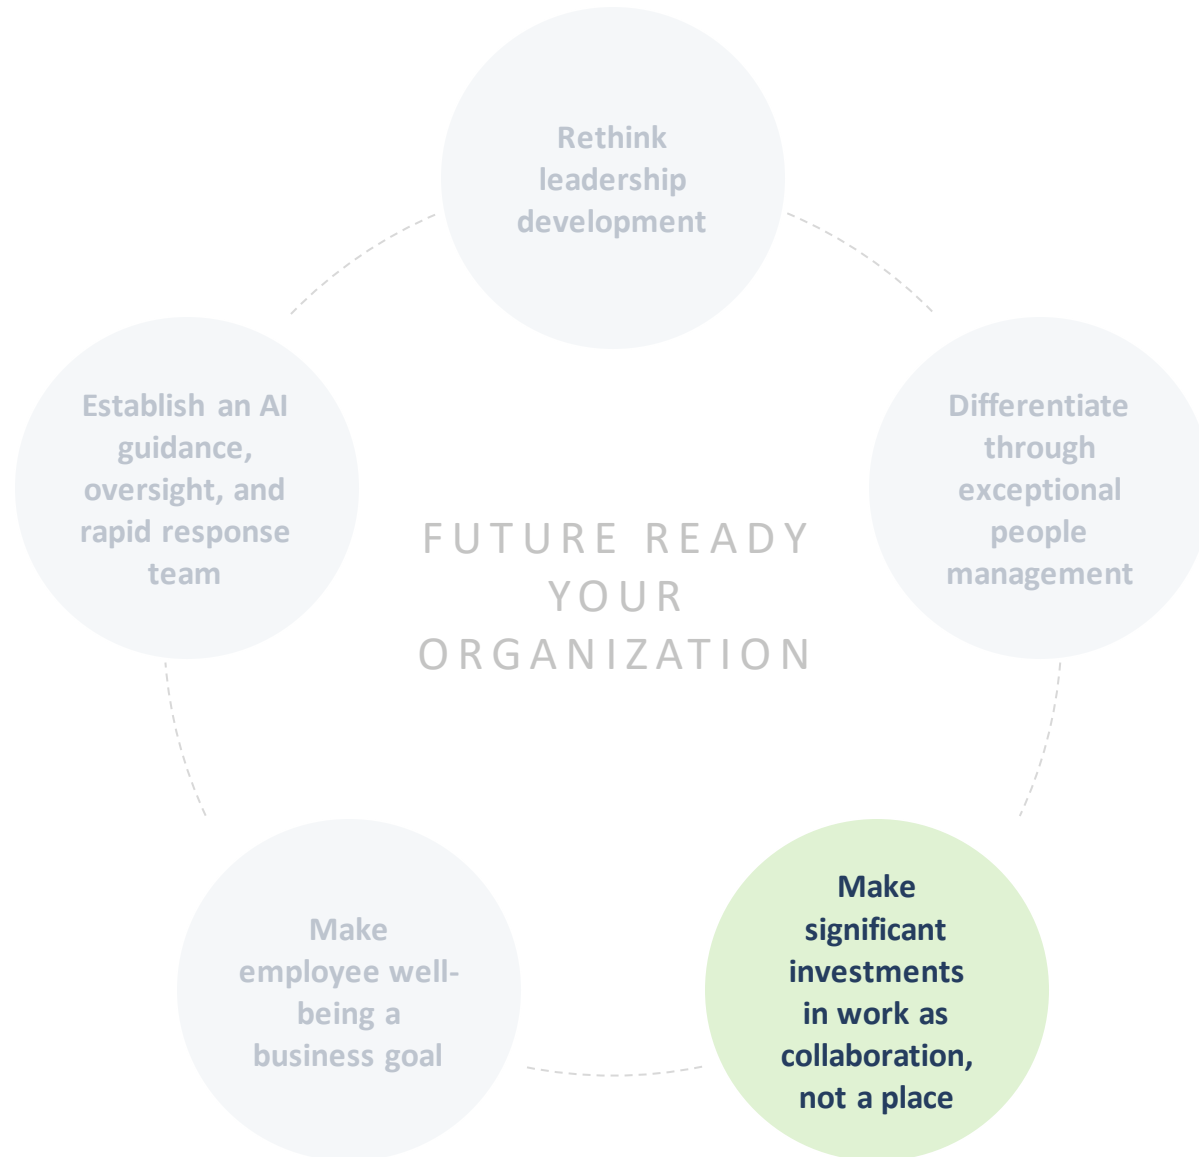 Rethink
leadership
development
Differentiate
through
exceptional
people
management
Make
significant
investments
in work as
collaboration,
not a place
Make
employee well-
being a
business goal
Establish an AI
guidance,
oversight, and
rapid response
team
FUTURE READY
YOUR
ORGANIZATION